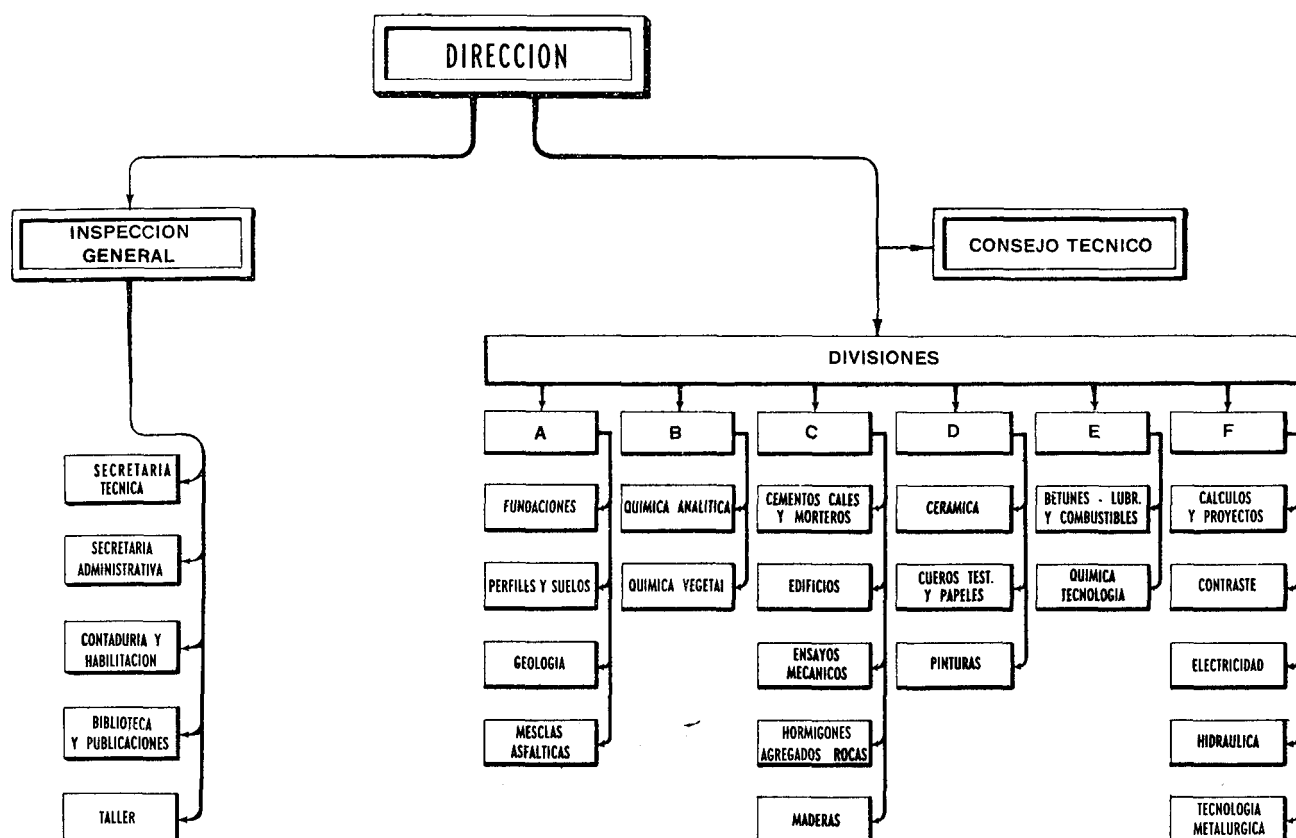 DIRECCION
INSPECCION
GENERAL
CONSEJO TECNICO
DIVISIONES
A
B
C
D
E
F
SECRETARIA
TECNICA
SECRETARIA
ADMINISTRATIVA
CONTADURIA Y
HABILITACION
BIBLIOTECA
Y PUBLICACIONES
TALLER
FUNDACIONES
PERFILES Y SUELOS
GEOLOGIA
MESCLAS
ASFALTICAS
QUIMICA ANALITICA
QUIMICA VEGETAL
CEMENTOS CALES
Y MORTEROS
EDIFICIOS
ENSAYOS
MECANICOS
HORMIGONES
AGREGADOS ROCAS
MADERAS
CERAMICA
CUEROS TEST.
Y PAPELES
PINTURAS
BETUNES - LUBR.
Y COMBUSTIBLES
QUIMICA
TECNOLOGIA
CALCULOS
Y PROYECTOS
CONTRASTE
ELECTRICIDAD
HIDRAULICA
TECNOLOGIA
METALURGICA